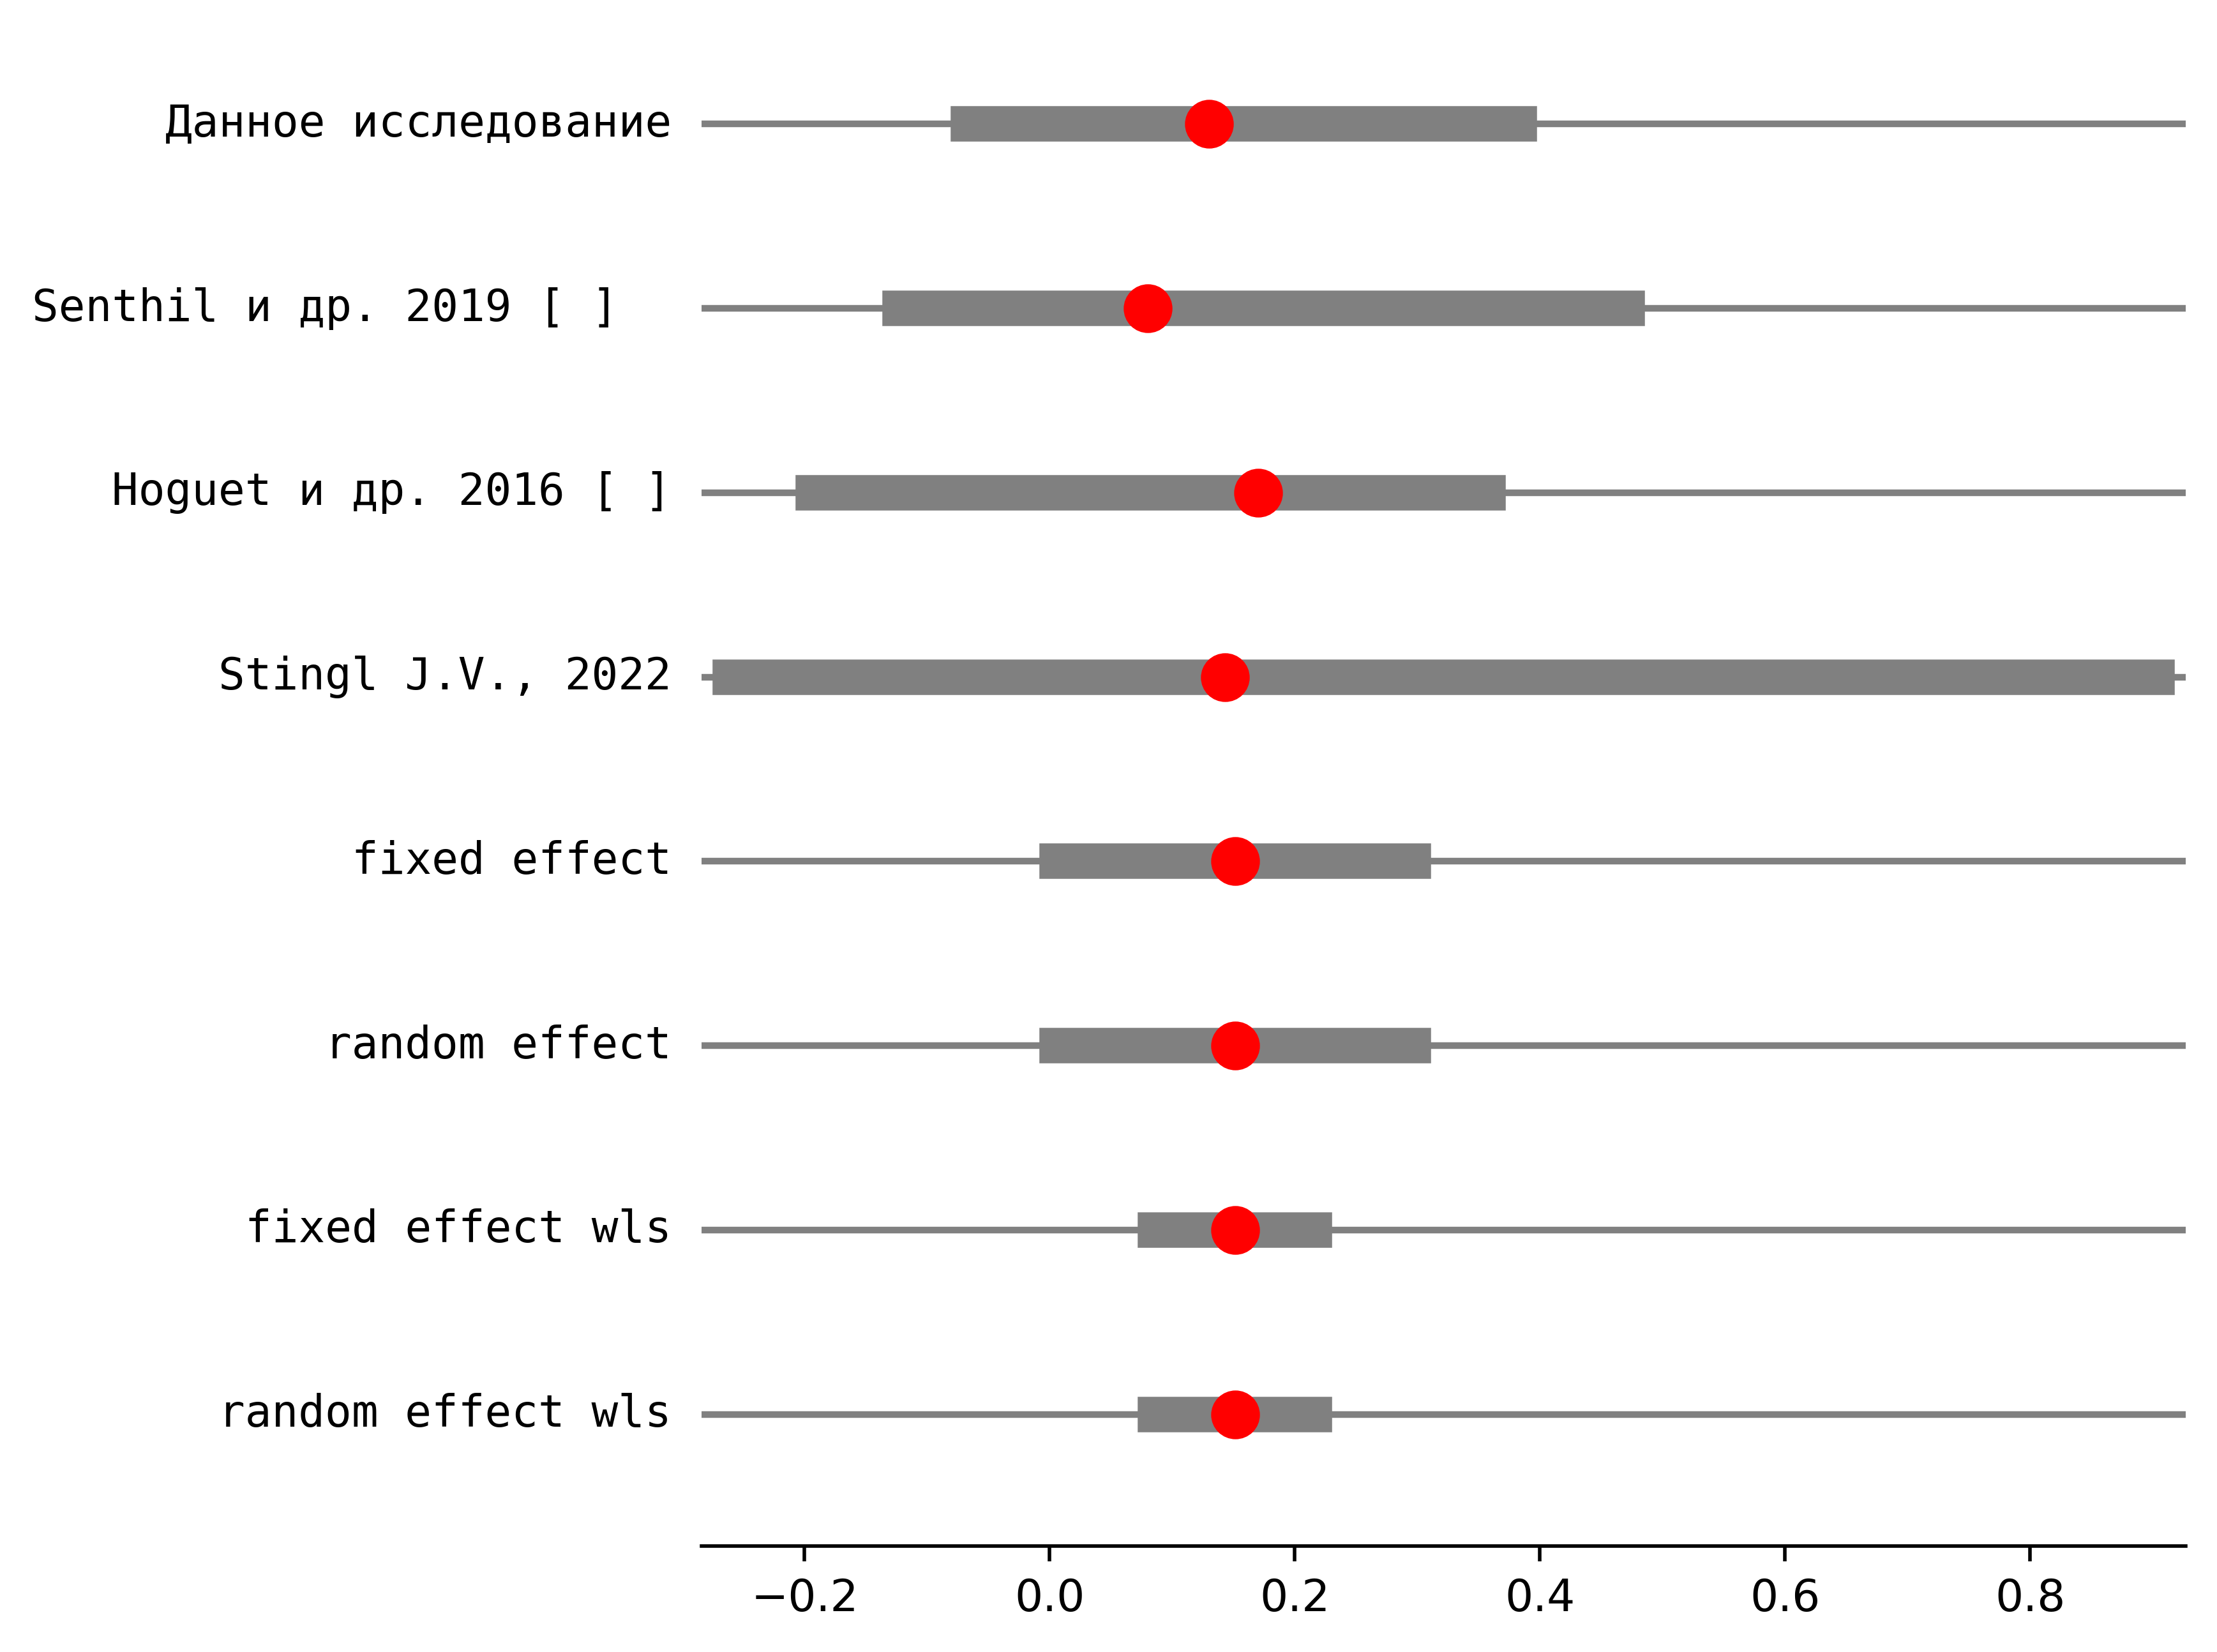 Данное исследование
Senthil и др. 2019 [ ]
Hoguet и др. 2016 [ ]
Stingl J.V., 2022
fixed effect
random effect
fixed effect wls
random effect wls
−0.2 0.0 0.2 0.4 0.6 0.8